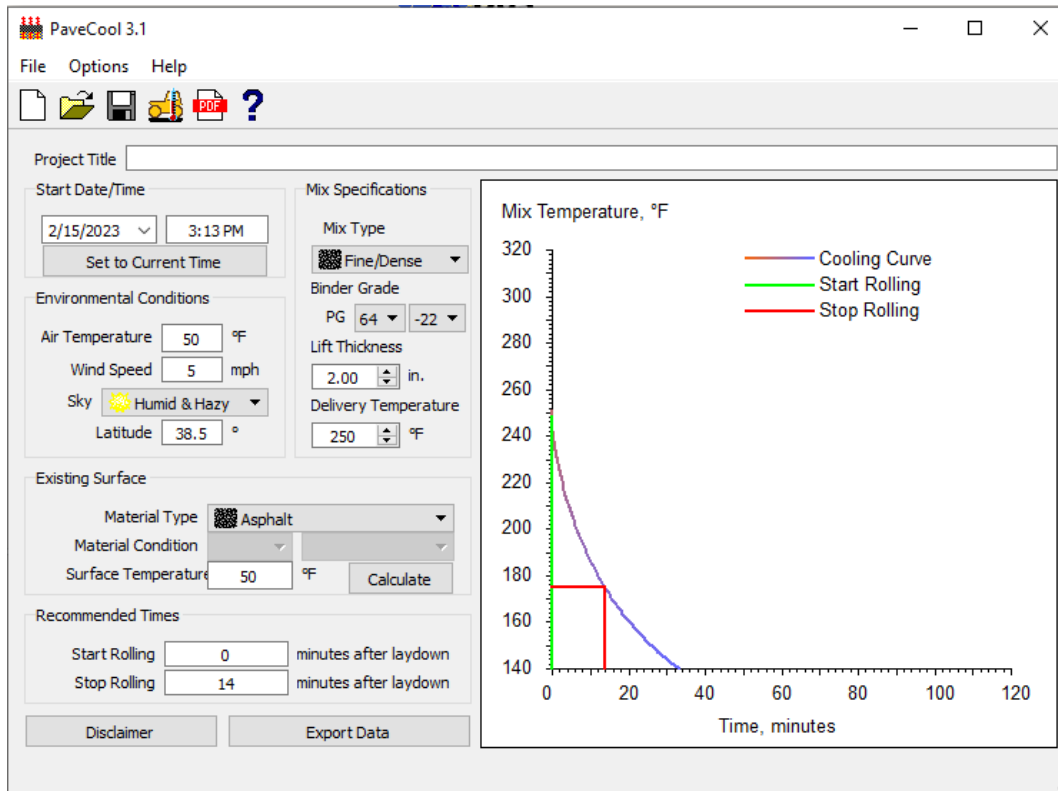 PaveCool 3.1
File Options Help
PDF ?
Project Title
Start Date/Time
2/15/2023 3:13 PM
Set to Current Time
Environmental Conditions
Air Temperature 50 ºF
Wind Speed 5 mph
Sky Humid & Hazy
Latitude 38.5 º
Mix Specifications
Mix Type
Fine/Dense
Binder Grade
PG 64 -22
Lift Thickness
2.00 in.
Delivery Temperature
250 ºF
Existing Surface
Material Type Asphalt
Material Condition
Surface Temperature 50 ºF Calculate
Recommended Times
Start Rolling 0 minutes after laydown
Stop Rolling 14 minutes after laydown
Disclaimer Export Data
Mix Temperature, ºF
320
300
280
260
240
220
200
180
160
140
Cooling Curve
Start Rolling
Stop Rolling
0 20 40 60 80 100 120
Time, minutes